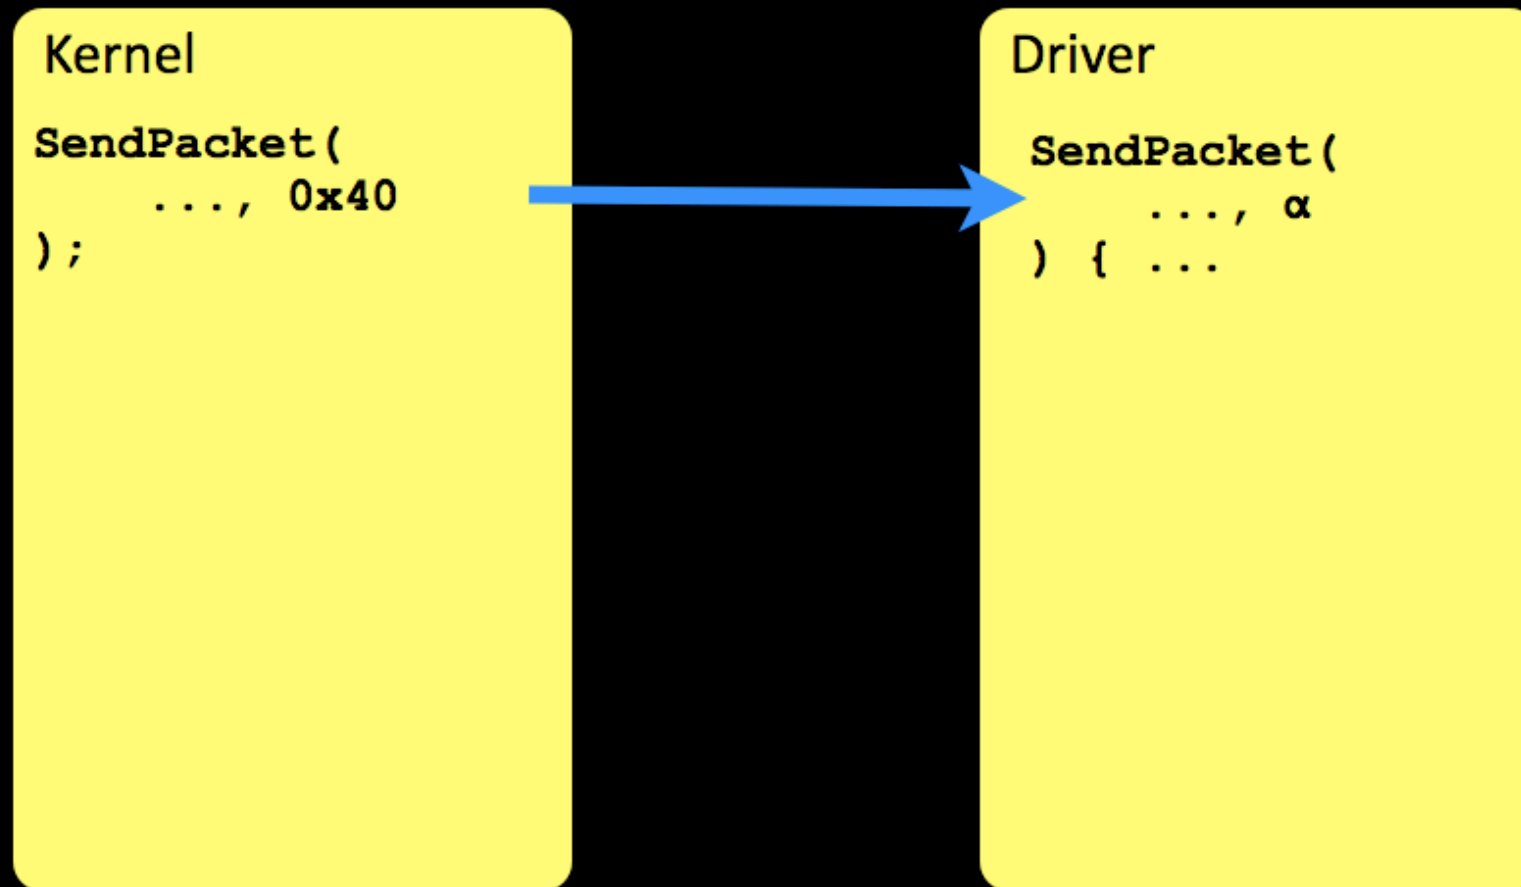 Kernel
SendPacket(
..., 0x40
);
Driver
SendPacket(
..., α
) { ...